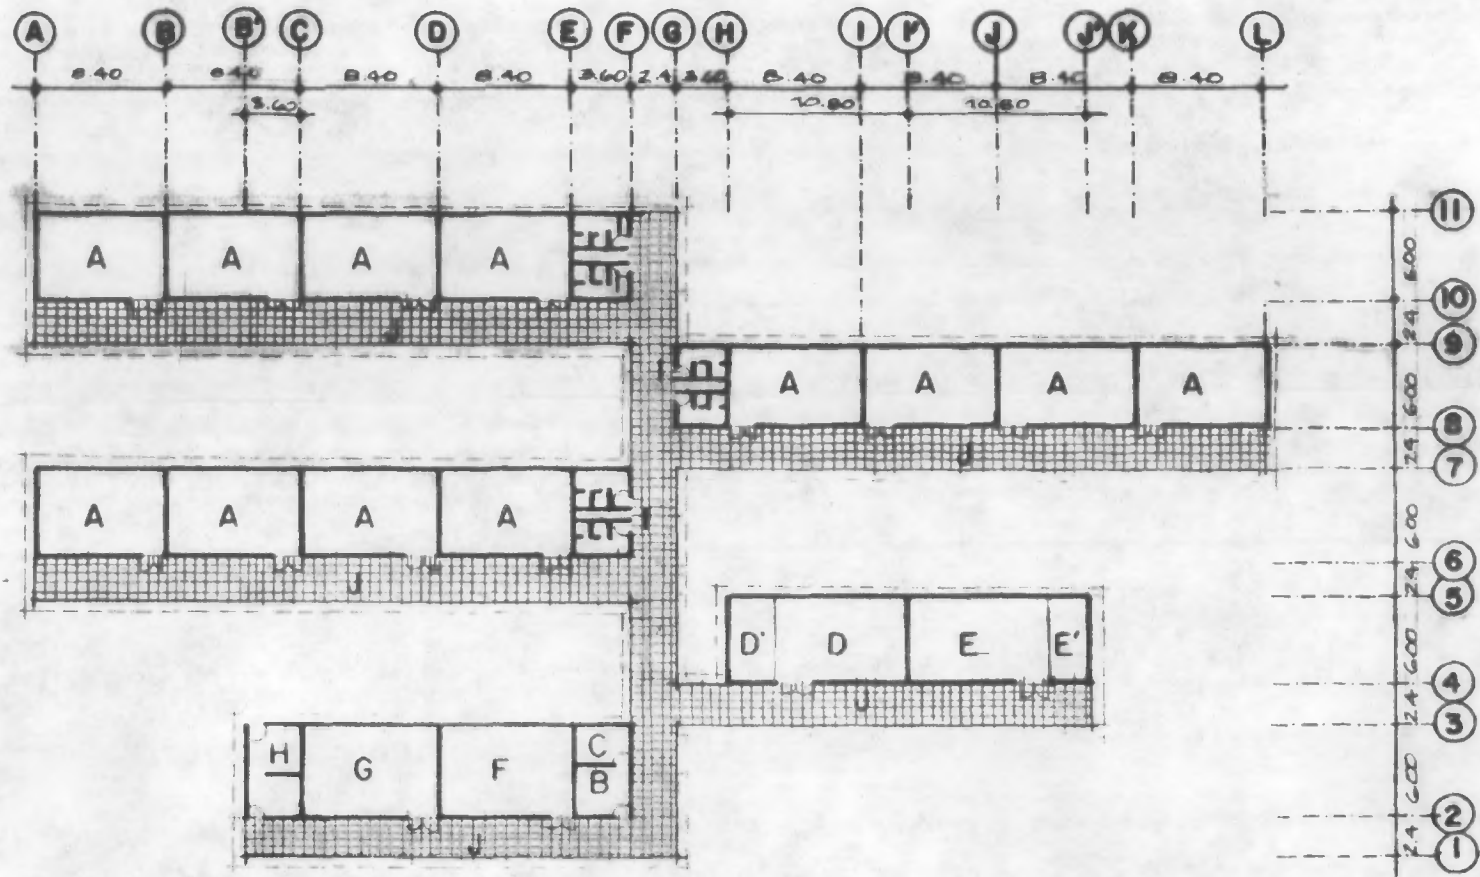 A B B' C D E F G H I I' J J' K L
8.40 8.40 8.40 8.40 3.60 2.4 3.60 8.40 8.40 8.40 8.40
3.60 10.80 10.80
11
6.00
A A A A
10
2.4
J
9
A A A A
6.00
8
J
2.4
7
A A A A
6.00
I
6
J
2.4
5
D' D E E'
6.00
4
J
2.4
3
H G F C
B
6.00
2
J
2.4
1